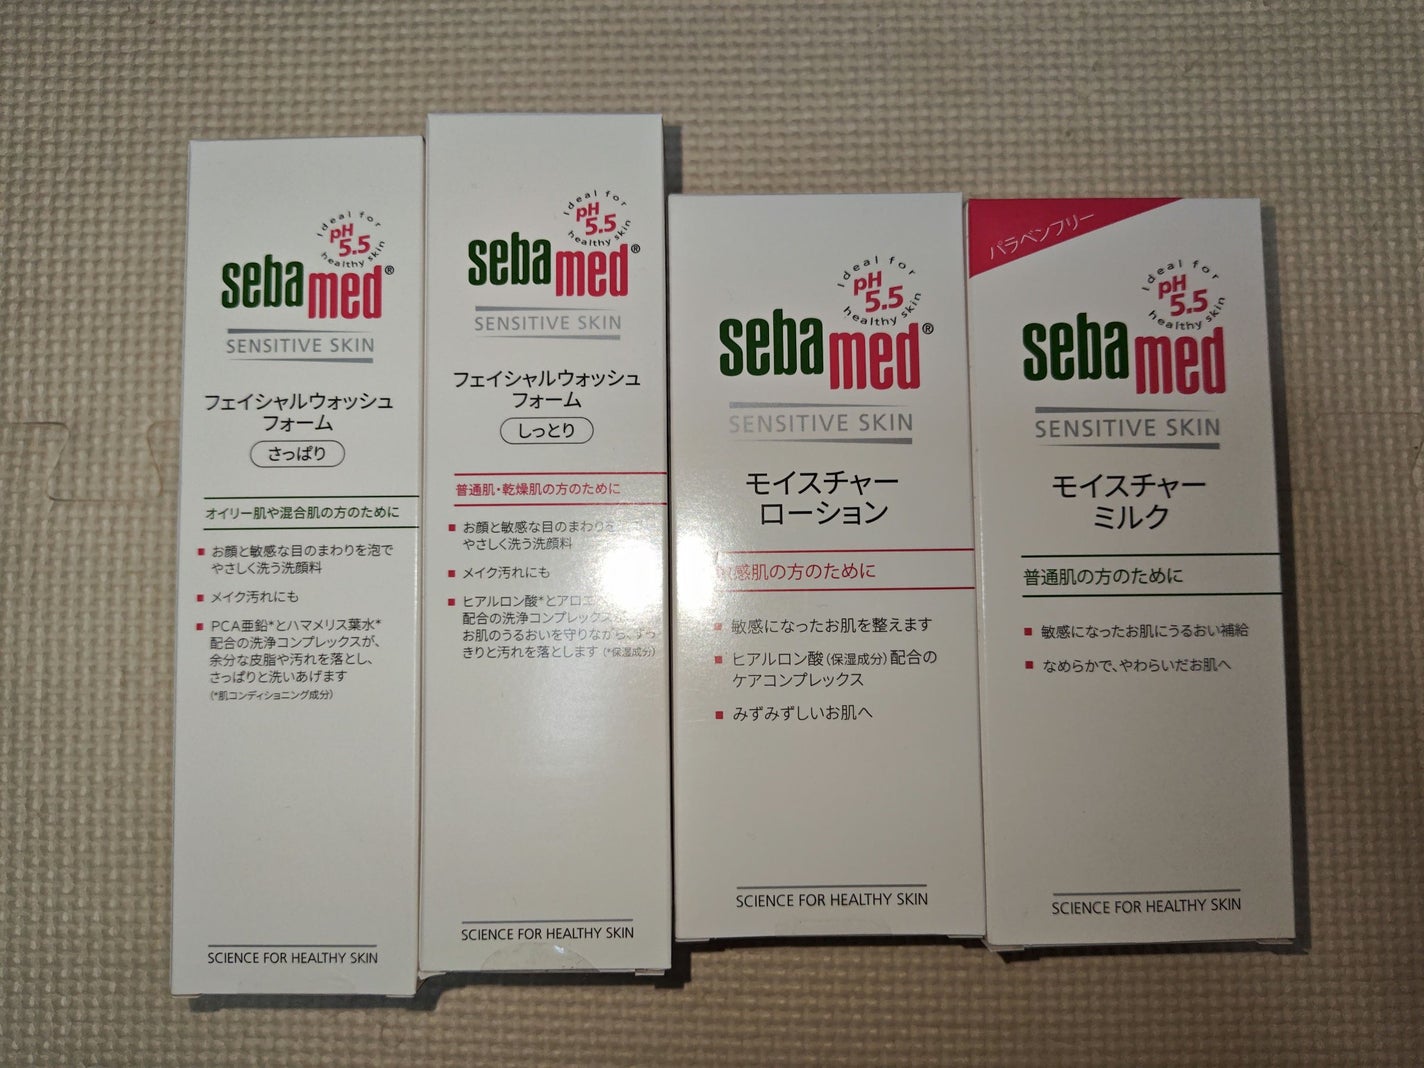 Ideal for
pH
5.5
healthy skin
sebamed®
SENSITIVE SKIN
フェイシャルウォッシュ
フォーム
さっぱり
オイリー肌や混合肌の方のために
お顔と敏感な目のまわりを泡で
やさしく洗う洗顔料
メイク汚れにも
PCA亜鉛*とハマメリス葉水*
配合の洗浄コンプレックスが、
余分な皮脂や汚れを落とし、
さっぱりと洗いあげます
(*肌コンディショニング成分)
SCIENCE FOR HEALTHY SKIN
Ideal for
pH
5.5
healthy skin
sebamed®
SENSITIVE SKIN
フェイシャルウォッシュ
フォーム
しっとり
普通肌・乾燥肌の方のために
お顔と敏感な目のまわりを
やさしく洗う洗顔料
メイク汚れにも
ヒアルロン酸*とアロエ
配合の洗浄コンプレックス
お肌のうるおいを守りながら、すっ
きりと汚れを落とします (*保湿成分)
SCIENCE FOR HEALTHY SKIN
Ideal for
pH
5.5
healthy skin
sebamed®
SENSITIVE SKIN
モイスチャー
ローション
敏感肌の方のために
敏感になったお肌を整えます
ヒアルロン酸(保湿成分)配合の
ケアコンプレックス
みずみずしいお肌へ
SCIENCE FOR HEALTHY SKIN
パラベンフリー
Ideal for
pH
5.5
healthy skin
sebamed
SENSITIVE SKIN
モイスチャー
ミルク
普通肌の方のために
敏感になったお肌にうるおい補給
なめらかで、やわらいだお肌へ
SCIENCE FOR HEALTHY SKIN